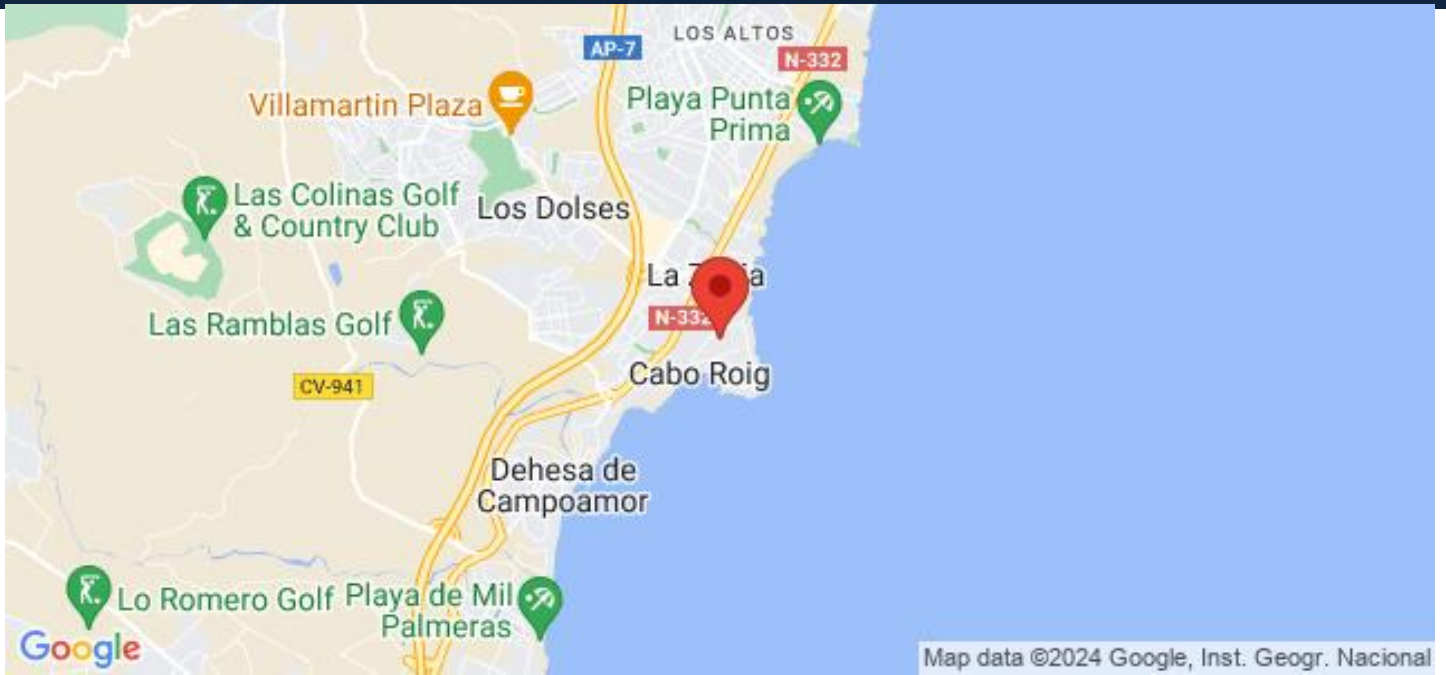 LOS ALTOS
AP-7
N-332
Villamartin Plaza
Playa Punta
Prima
Las Colinas Golf
& Country Club
Los Dolses
La Z
ia
Las Ramblas Golf
N-332
Cabo Roig
CV-941
Dehesa de
Campoamor
Lo Romero Golf
Playa de Mil
Palmeras
Google
Map data ©2024 Google, Inst. Geogr. Nacional